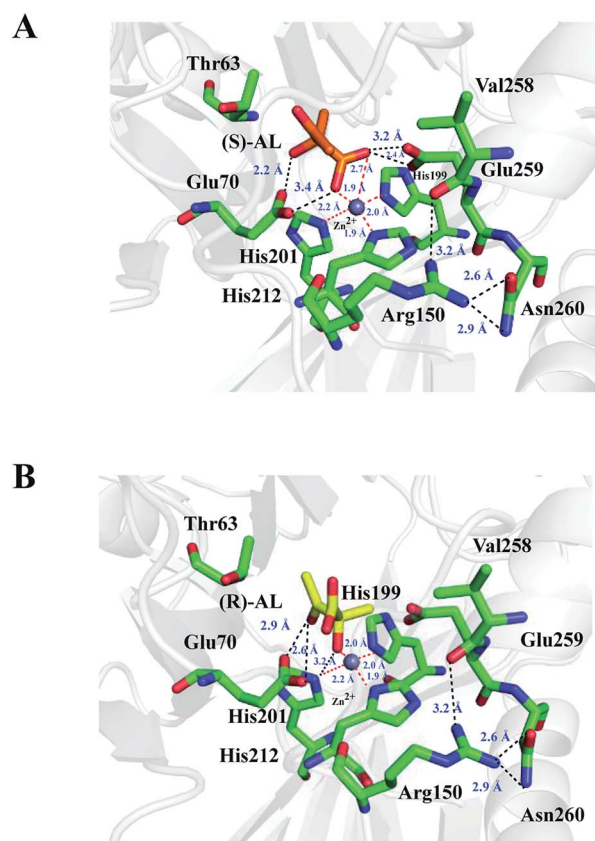 A
Thr63
Val258
(S)-AL
3.2 Å
2.4 Å
Glu259
2.2 Å
2.7 Å
His199
Glu70
3.4 Å
1.9 Å
2.2 Å
2.0 Å
Zn2+
1.9 Å
3.2 Å
His201
2.6 Å
His212
Arg150
Asn260
2.9 Å
B
Thr63
Val258
(R)-AL
His199
2.9 Å
Glu70
2.0 Å
Glu259
2.6 Å
3.2 Å
2.0 Å
2.2 Å
1.9
Zn2+
His201
3.2 Å
2.6 Å
His212
Arg150
2.9 Å
Asn260